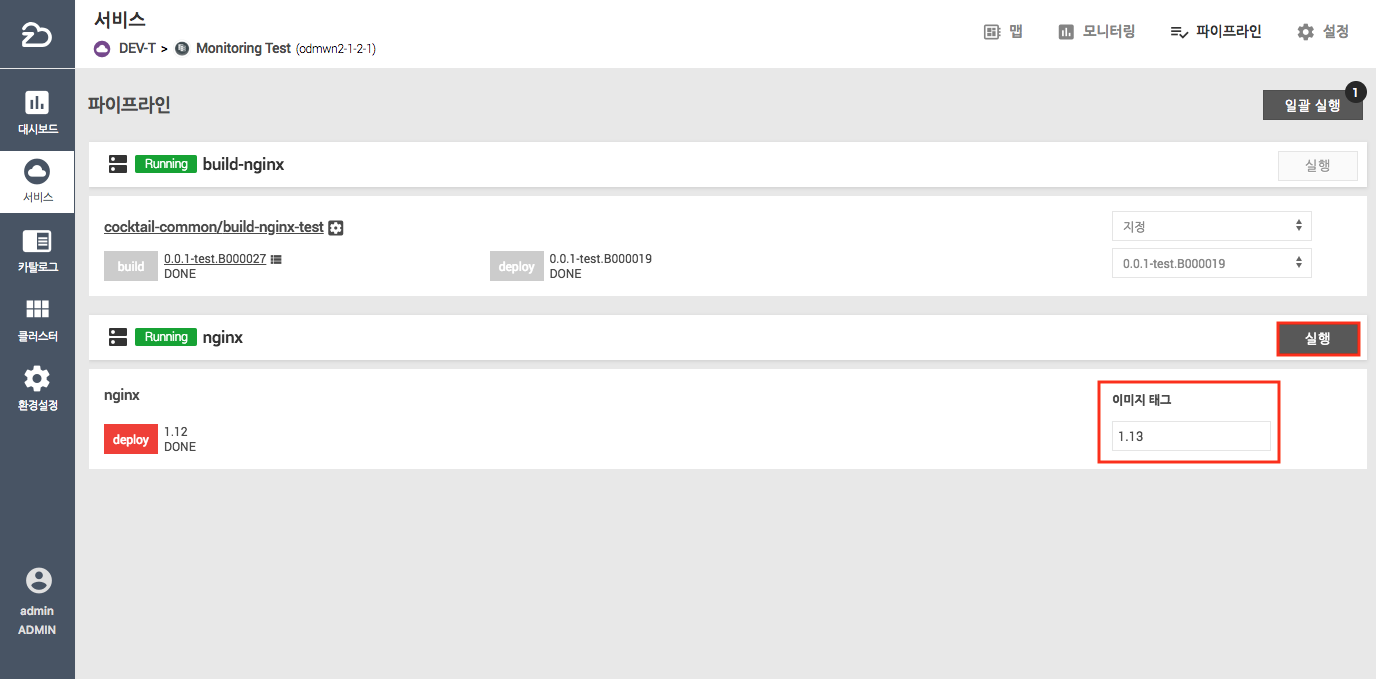 서비스
DEV-T > Monitoring Test (odmwn2-1-2-1)
맵
모니터링
파이프라인
설정
대시보드
서비스
카탈로그
클러스터
환경설정
admin
ADMIN
파이프라인
일괄 실행
1
Running build-nginx
실행
cocktail-common/build-nginx-test
지정
build
0.0.1-test.B000027
DONE
deploy
0.0.1-test.B000019
DONE
0.0.1-test.B000019
Running nginx
실행
nginx
이미지 태그
deploy
1.12
DONE
1.13